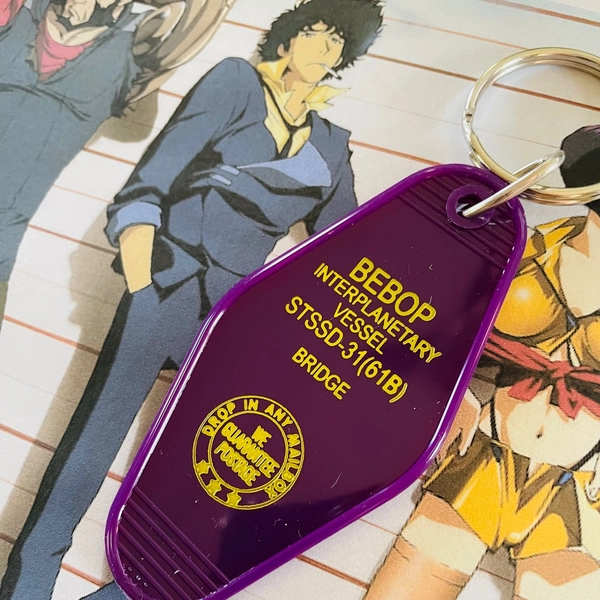 BEBOP
INTERPLANETARY
VESSEL
STSSD-31(61B)
BRIDGE
DROP IN ANY MAILBOX
WE
GUARANTEE
POSTAGE